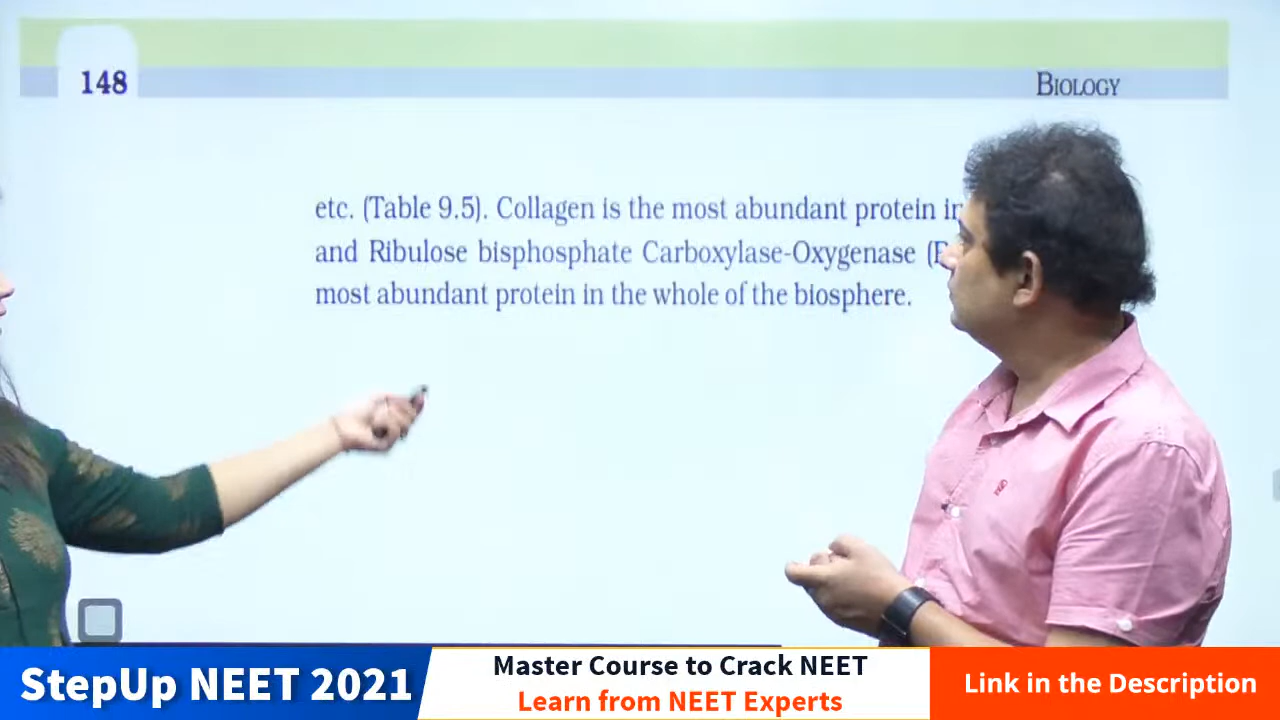 148
BIOLOGY
etc. (Table 9.5). Collagen is the most abundant protein in
and Ribulose bisphosphate Carboxylase-Oxygenase
most abundant protein in the whole of the biosphere.
StepUp NEET 2021
Master Course to Crack NEET
Learn from NEET Experts
Link in the Description